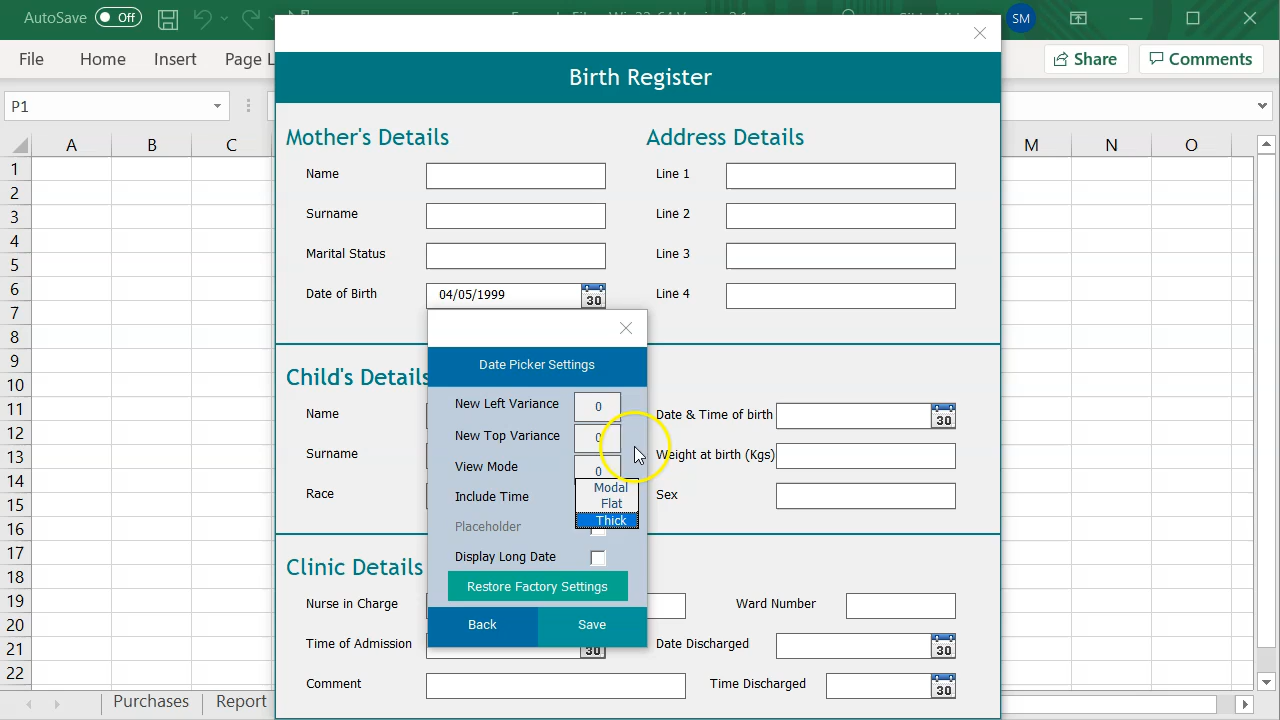 AutoSave Off
SM
File Home Insert Page L
Share Comments
P1
A B C M N O
Birth Register
Mother's Details
Address Details
Name
Line 1
Surname
Line 2
Marital Status
Line 3
Date of Birth 04/05/1999 30
Line 4
Date Picker Settings
New Left Variance 0
New Top Variance 0
View Mode 0
Modal
Flat
Thick
Include Time
Placeholder
Display Long Date
Restore Factory Settings
Back Save
Child's Details
Name
Date & Time of birth 30
Surname
Weight at birth (Kgs)
Race
Sex
Clinic Details
Nurse in Charge
Ward Number
Time of Admission 30
Date Discharged 30
Comment
Time Discharged 30
1
2
3
4
5
6
7
8
9
10
11
12
13
14
15
16
17
18
19
20
21
22
Purchases Report